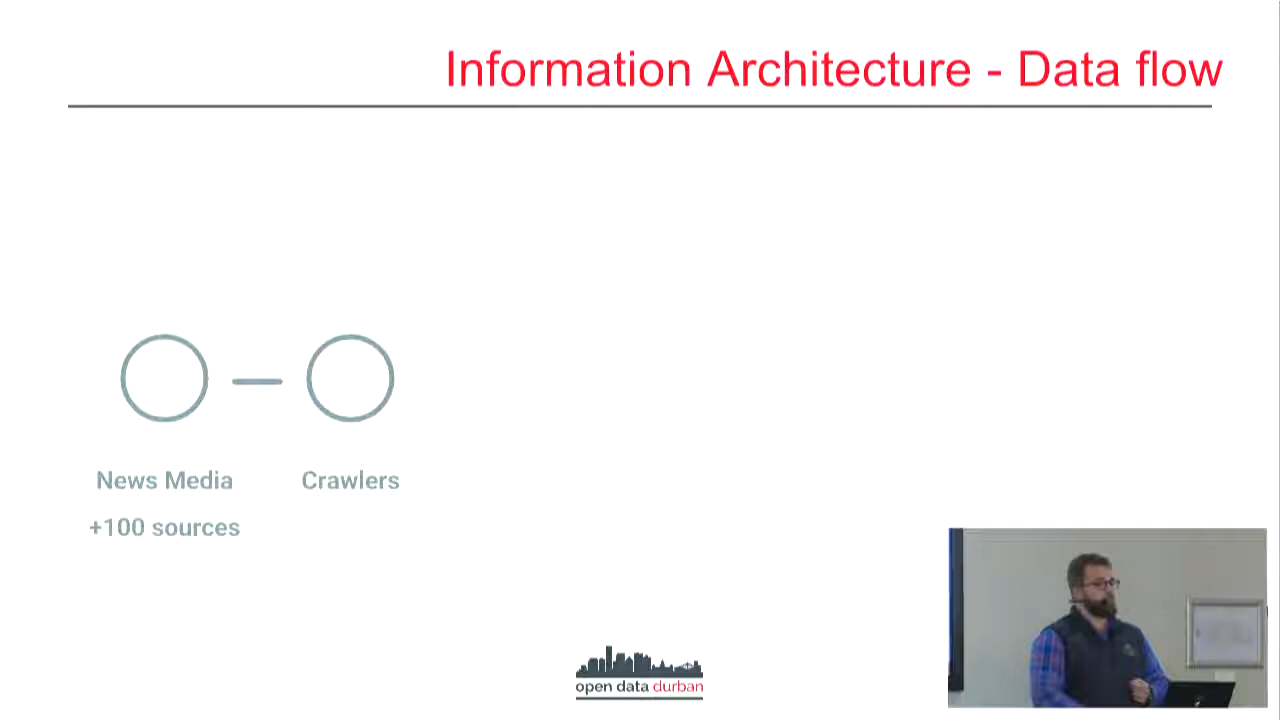 Information Architecture - Data flow
News Media
Crawlers
+100 sources
open data durban